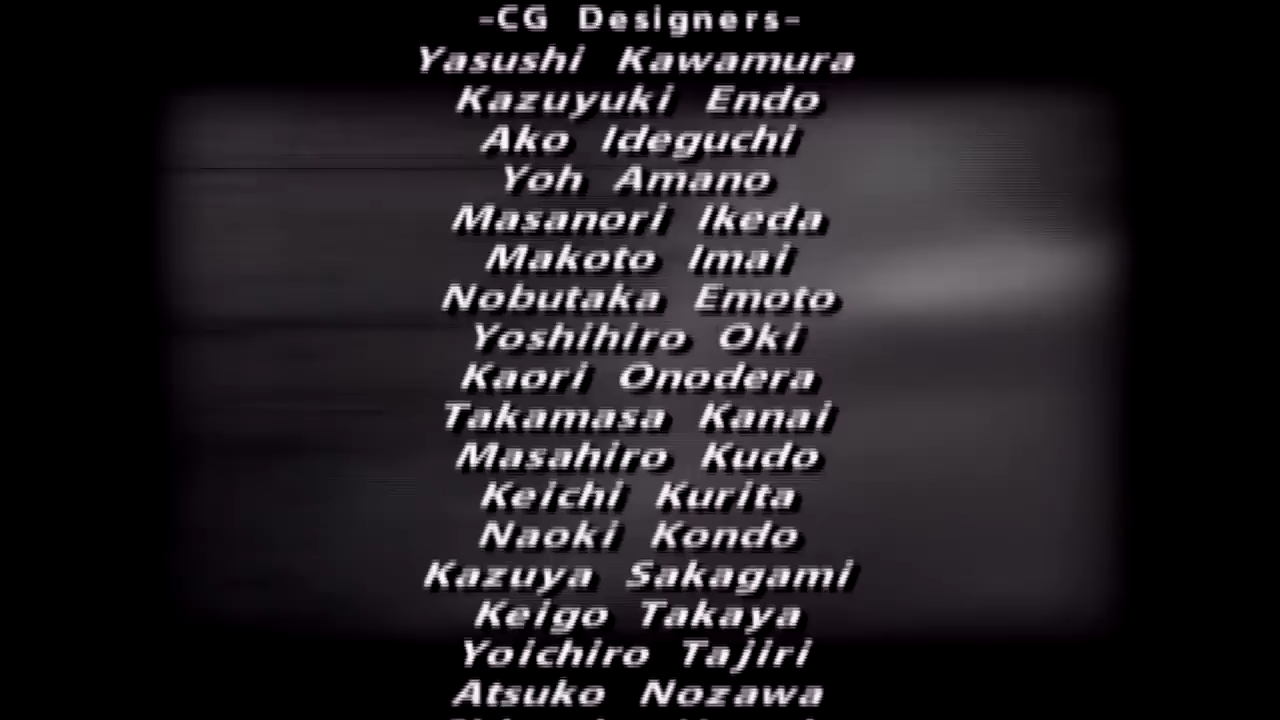 -CG Designers-
Yasushi Kawamura
Kazuyuki Endo
Ako Ideguchi
Yoh Amano
Masanori Ikeda
Makoto Imai
Nobutaka Emoto
Yoshihiro Oki
Kaori Onodera
Takamasa Kanai
Masahiro Kudo
Keichi Kurita
Naoki Kondo
Kazuya Sakagami
Keigo Takaya
Yoichiro Tajiri
Atsuko Nozawa